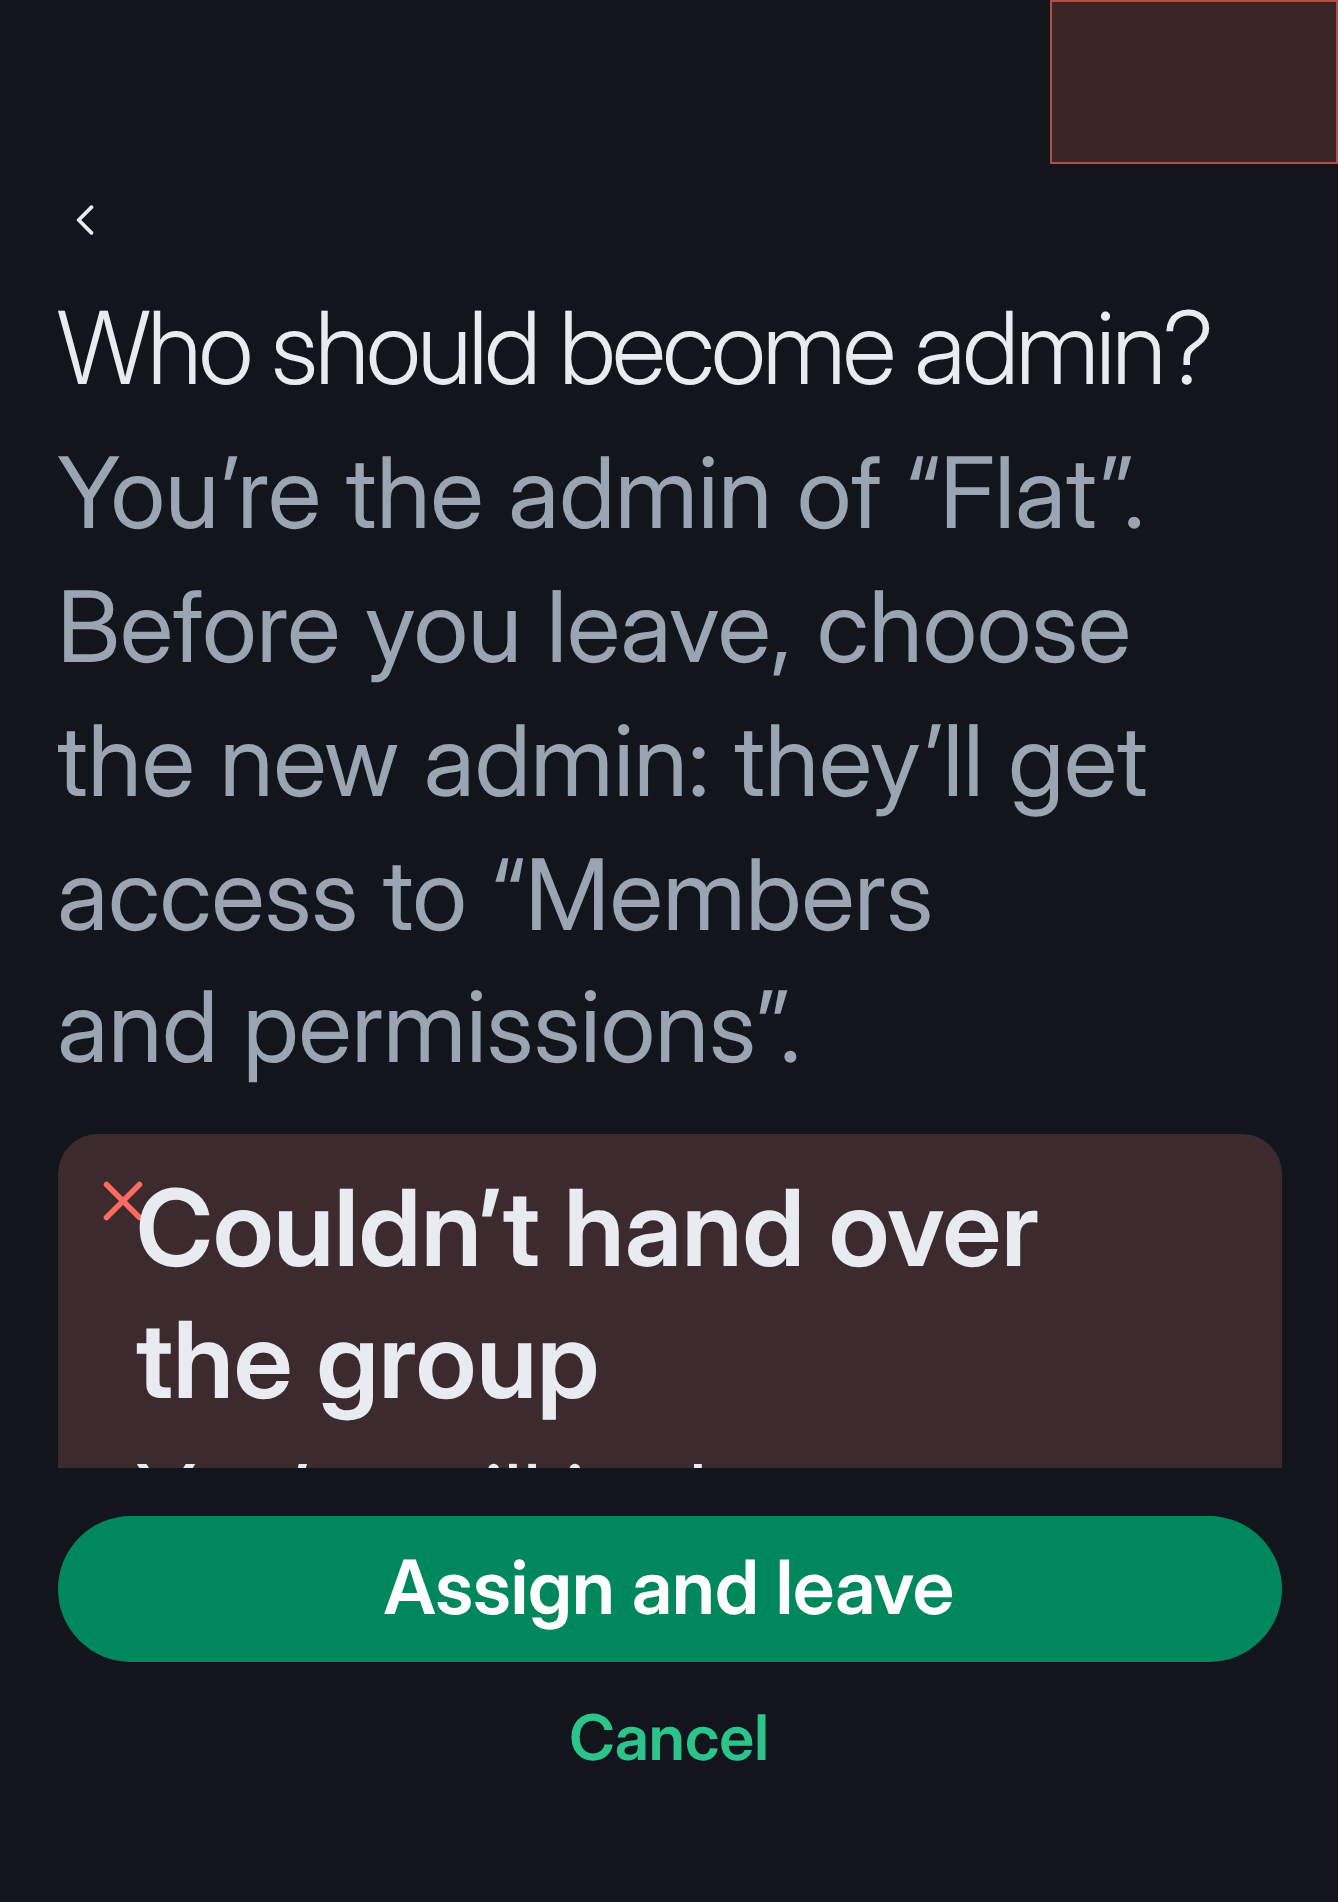 Who should become admin?
You’re the admin of “Flat”.
Before you leave, choose
the new admin: they’ll get
access to “Members
and permissions”.
Couldn’t hand over
the group
Assign and leave
Cancel